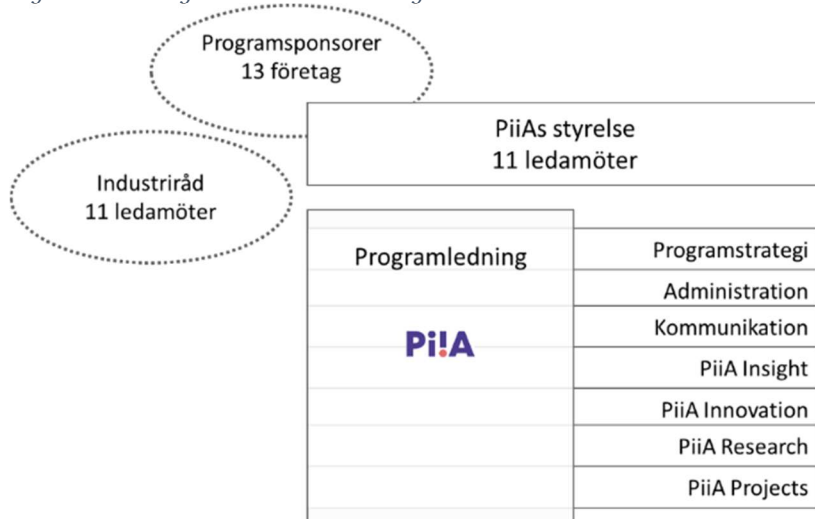 Programsponsorer
13 företag
PiiAs styrelse
11 ledamöter
Industriråd
11 ledamöter
Programledning
Pi!A
Programstrategi
Administration
Kommunikation
PiiA Insight
PiiA Innovation
PiiA Research
PiiA Projects